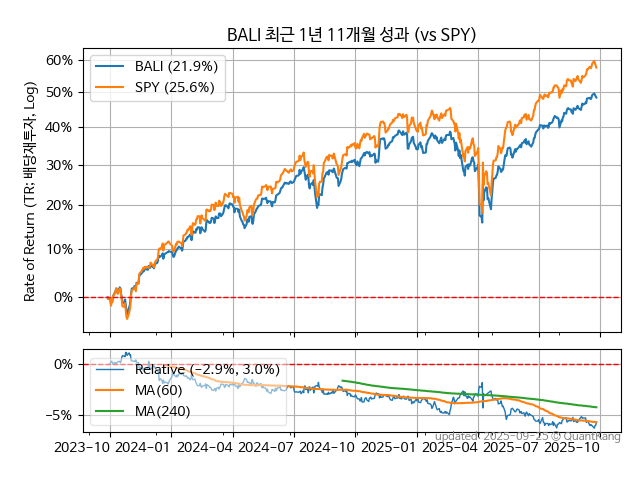 BALI 최근 1년 11개월 성과 (vs SPY)
BALI (21.9%)
SPY (25.6%)
Rate of Return (TR: 배당재투자, Log)
60%
50%
40%
30%
20%
10%
0%
Relative (−2.9%, 3.0%)
MA(60)
MA(240)
0%
−5%
updated: 2025-09-25 © QuantKang
2023-10 2024-01 2024-04 2024-07 2024-10 2025-01 2025-04 2025-07 2025-10